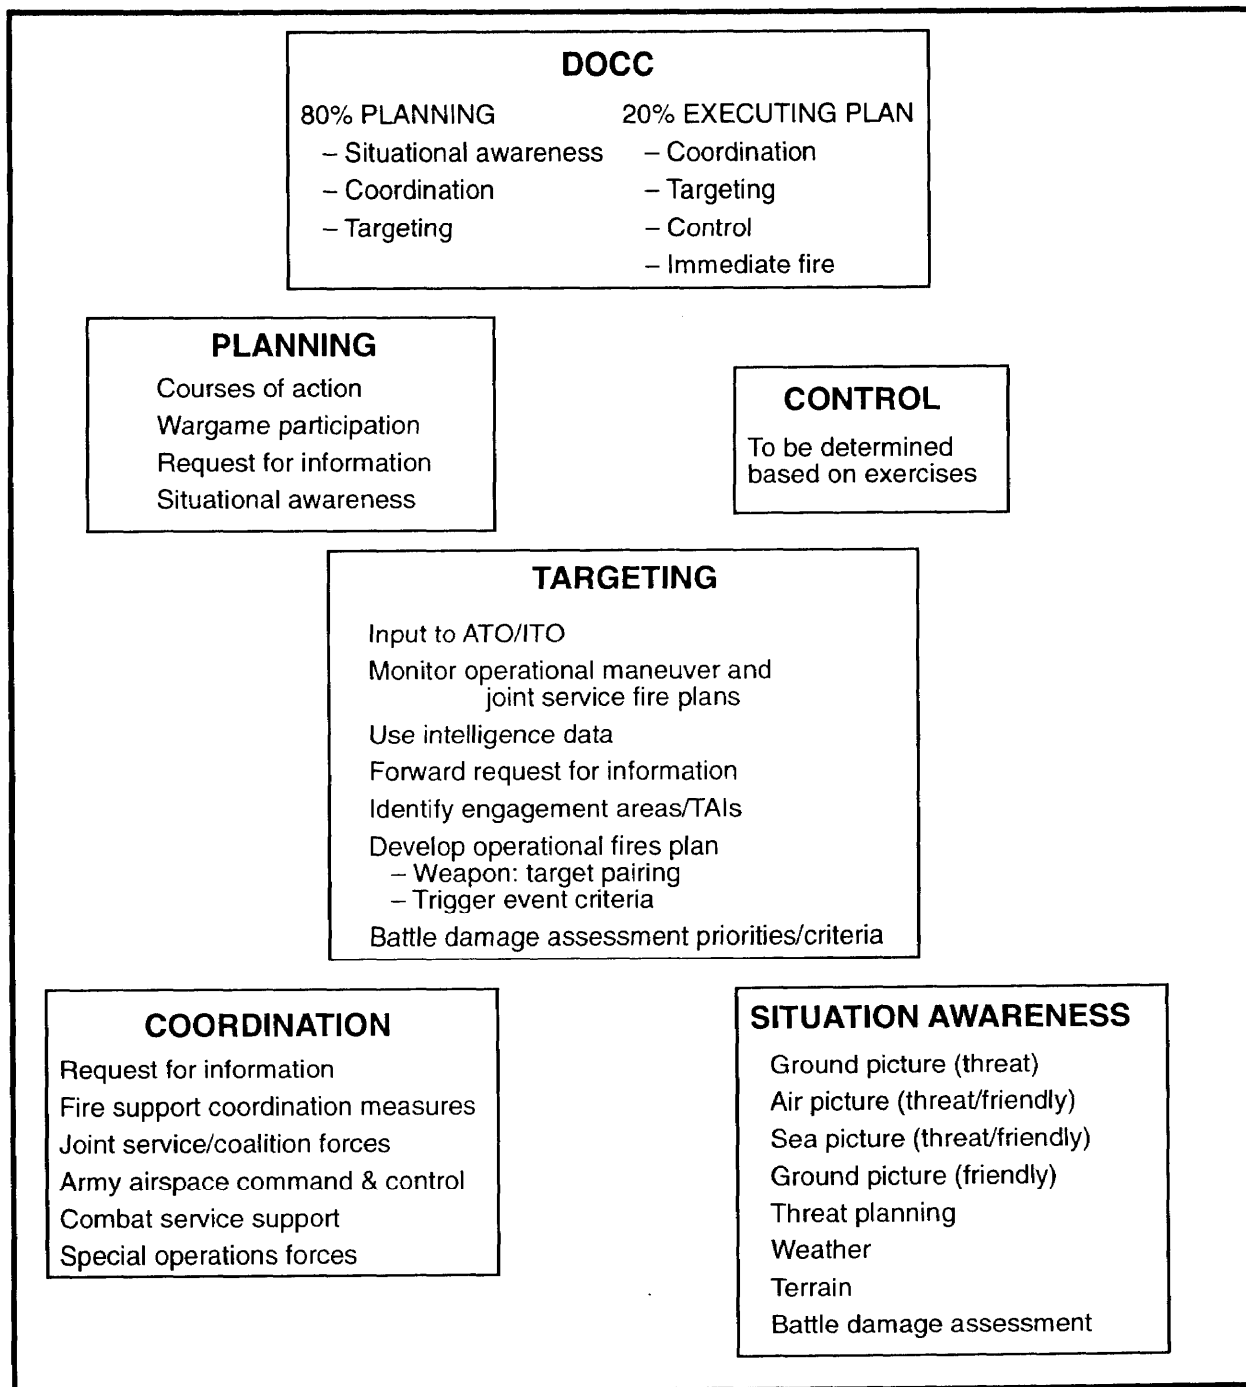 DOCC
80% PLANNING
– Situational awareness
– Coordination
– Targeting
20% EXECUTING PLAN
– Coordination
– Targeting
– Control
– Immediate fire
PLANNING
Courses of action
Wargame participation
Request for information
Situational awareness
CONTROL
To be determined
based on exercises
TARGETING
Input to ATO/ITO
Monitor operational maneuver and
joint service fire plans
Use intelligence data
Forward request for information
Identify engagement areas/TAIs
Develop operational fires plan
– Weapon: target pairing
– Trigger event criteria
Battle damage assessment priorities/criteria
COORDINATION
Request for information
Fire support coordination measures
Joint service/coalition forces
Army airspace command & control
Combat service support
Special operations forces
SITUATION AWARENESS
Ground picture (threat)
Air picture (threat/friendly)
Sea picture (threat/friendly)
Ground picture (friendly)
Threat planning
Weather
Terrain
Battle damage assessment